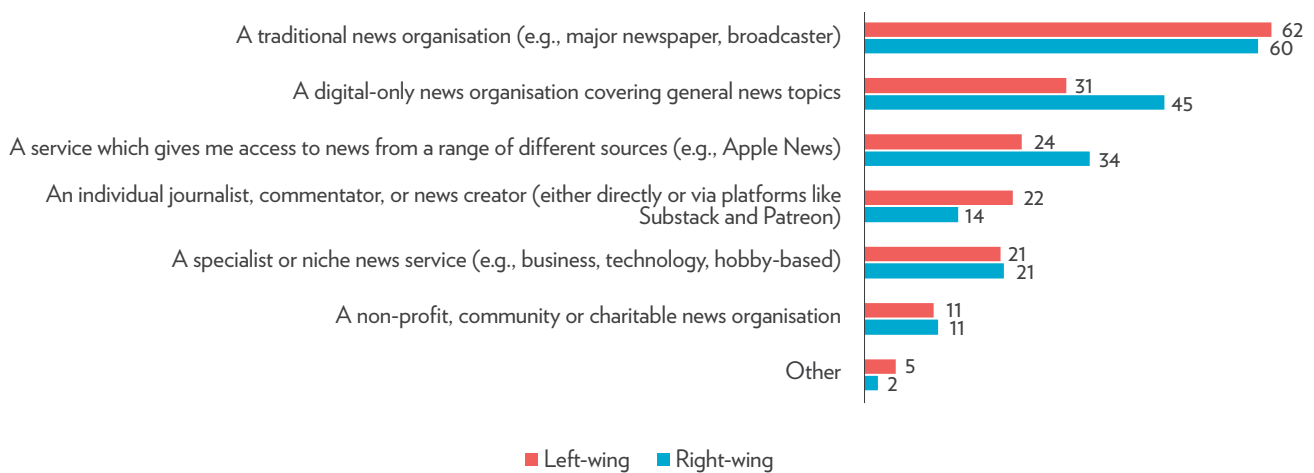 A traditional news organisation (e.g., major newspaper, broadcaster)
62
60
A digital-only news organisation covering general news topics
31
45
A service which gives me access to news from a range of different sources (e.g., Apple News)
24
34
An individual journalist, commentator, or news creator (either directly or via platforms like
Substack and Patreon)
22
14
A specialist or niche news service (e.g., business, technology, hobby-based)
21
21
A non-profit, community or charitable news organisation
11
11
Other
5
2
Left-wing Right-wing